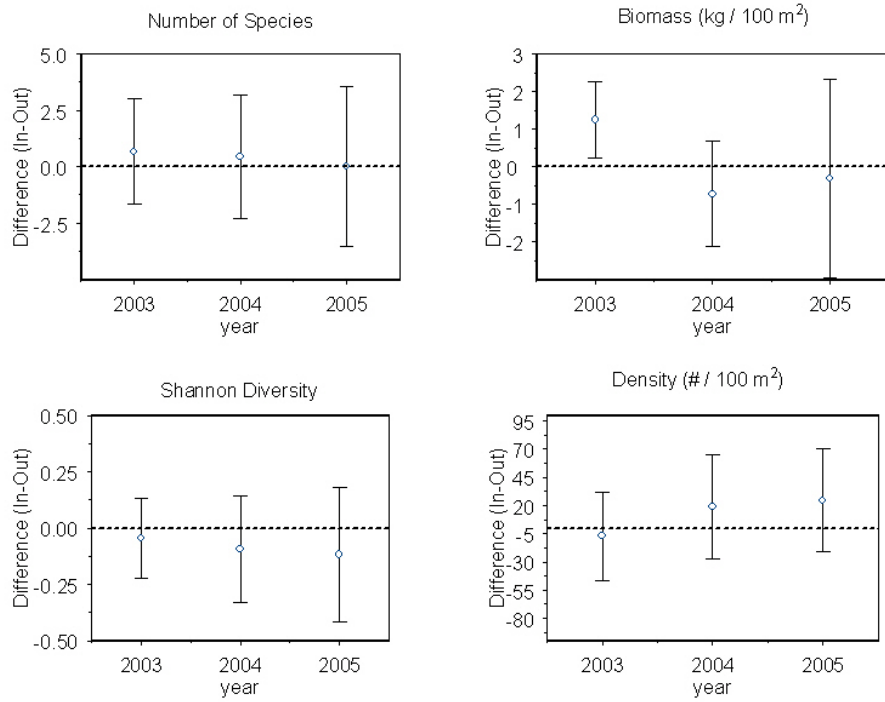 Number of Species
Difference (In-Out)
5.0
2.5
0.0
-2.5
2003 2004 2005
year
Biomass (kg / 100 m²)
Difference (In-Out)
3
2
1
0
-1
-2
2003 2004 2005
year
Shannon Diversity
Difference (In-Out)
0.50
0.25
0.00
-0.25
-0.50
2003 2004 2005
year
Density (# / 100 m²)
Difference (In-Out)
95
70
45
20
-5
-30
-55
-80
2003 2004 2005
year